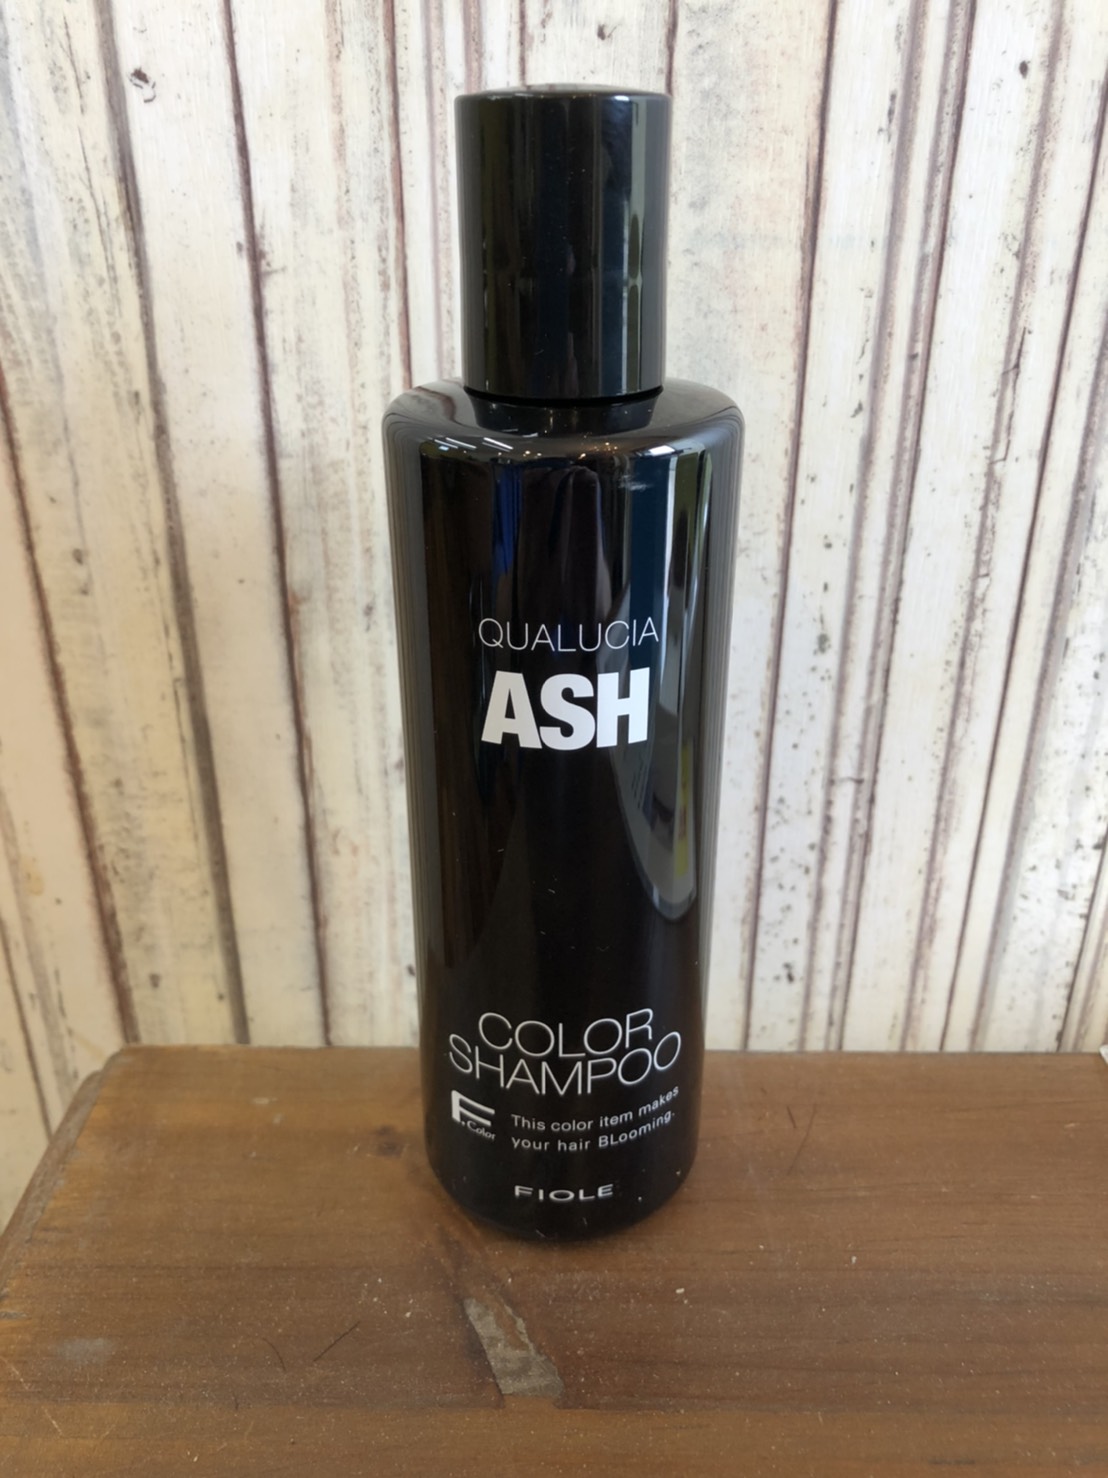 QUALUCIA
ASH
COLOR
SHAMPOO
F.Color
This color item makes
your hair BLooming.
FIOLE